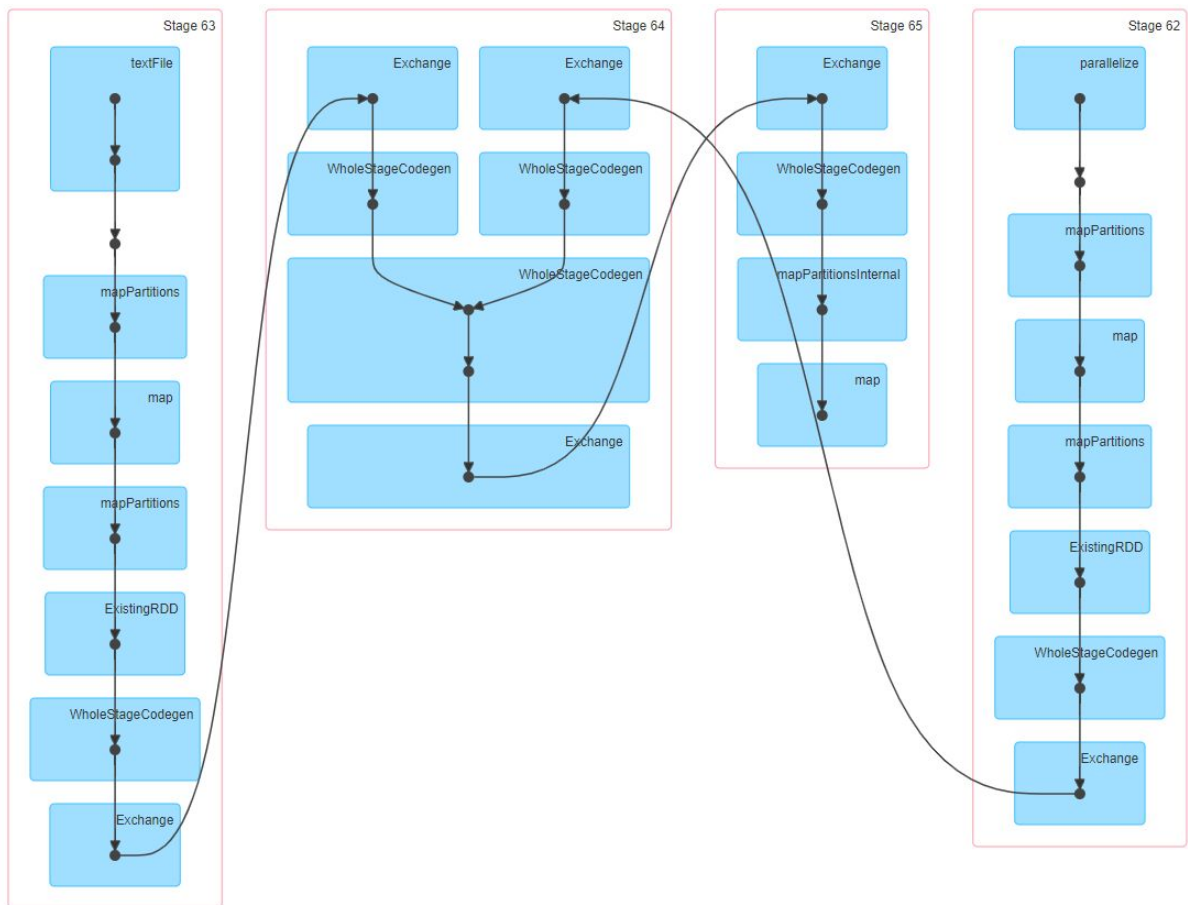 Stage 63
textFile
mapPartitions
map
mapPartitions
ExistingRDD
WholeStageCodegen
Exchange
Stage 64
Exchange
Exchange
WholeStageCodegen
WholeStageCodegen
WholeStageCodegen
Exchange
Stage 65
Exchange
WholeStageCodegen
mapPartitionsInternal
map
Stage 62
parallelize
mapPartitions
map
mapPartitions
ExistingRDD
WholeStageCodegen
Exchange